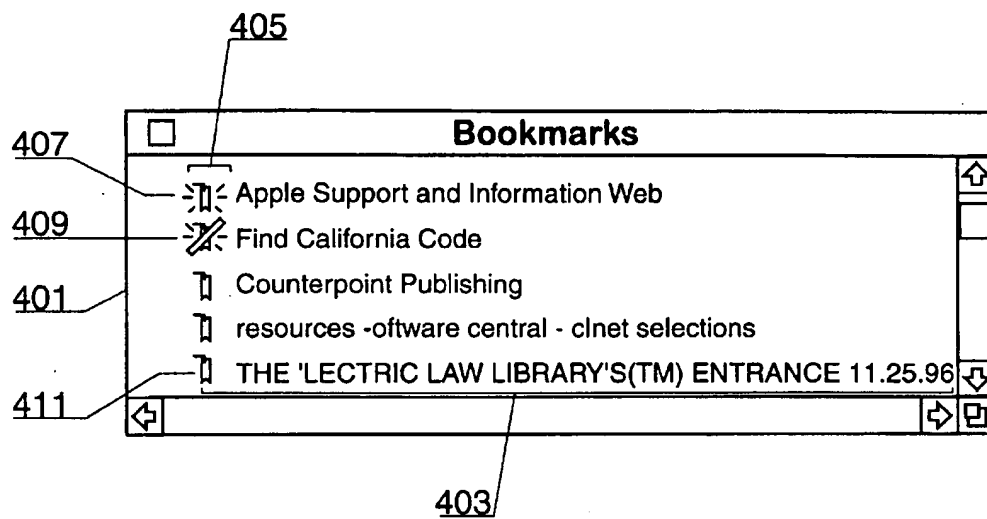 405
Bookmarks
407
Apple Support and Information Web
409
Find California Code
401
Counterpoint Publishing
resources -oftware central - clnet selections
411
THE 'LECTRIC LAW LIBRARY'S(TM) ENTRANCE 11.25.96
403